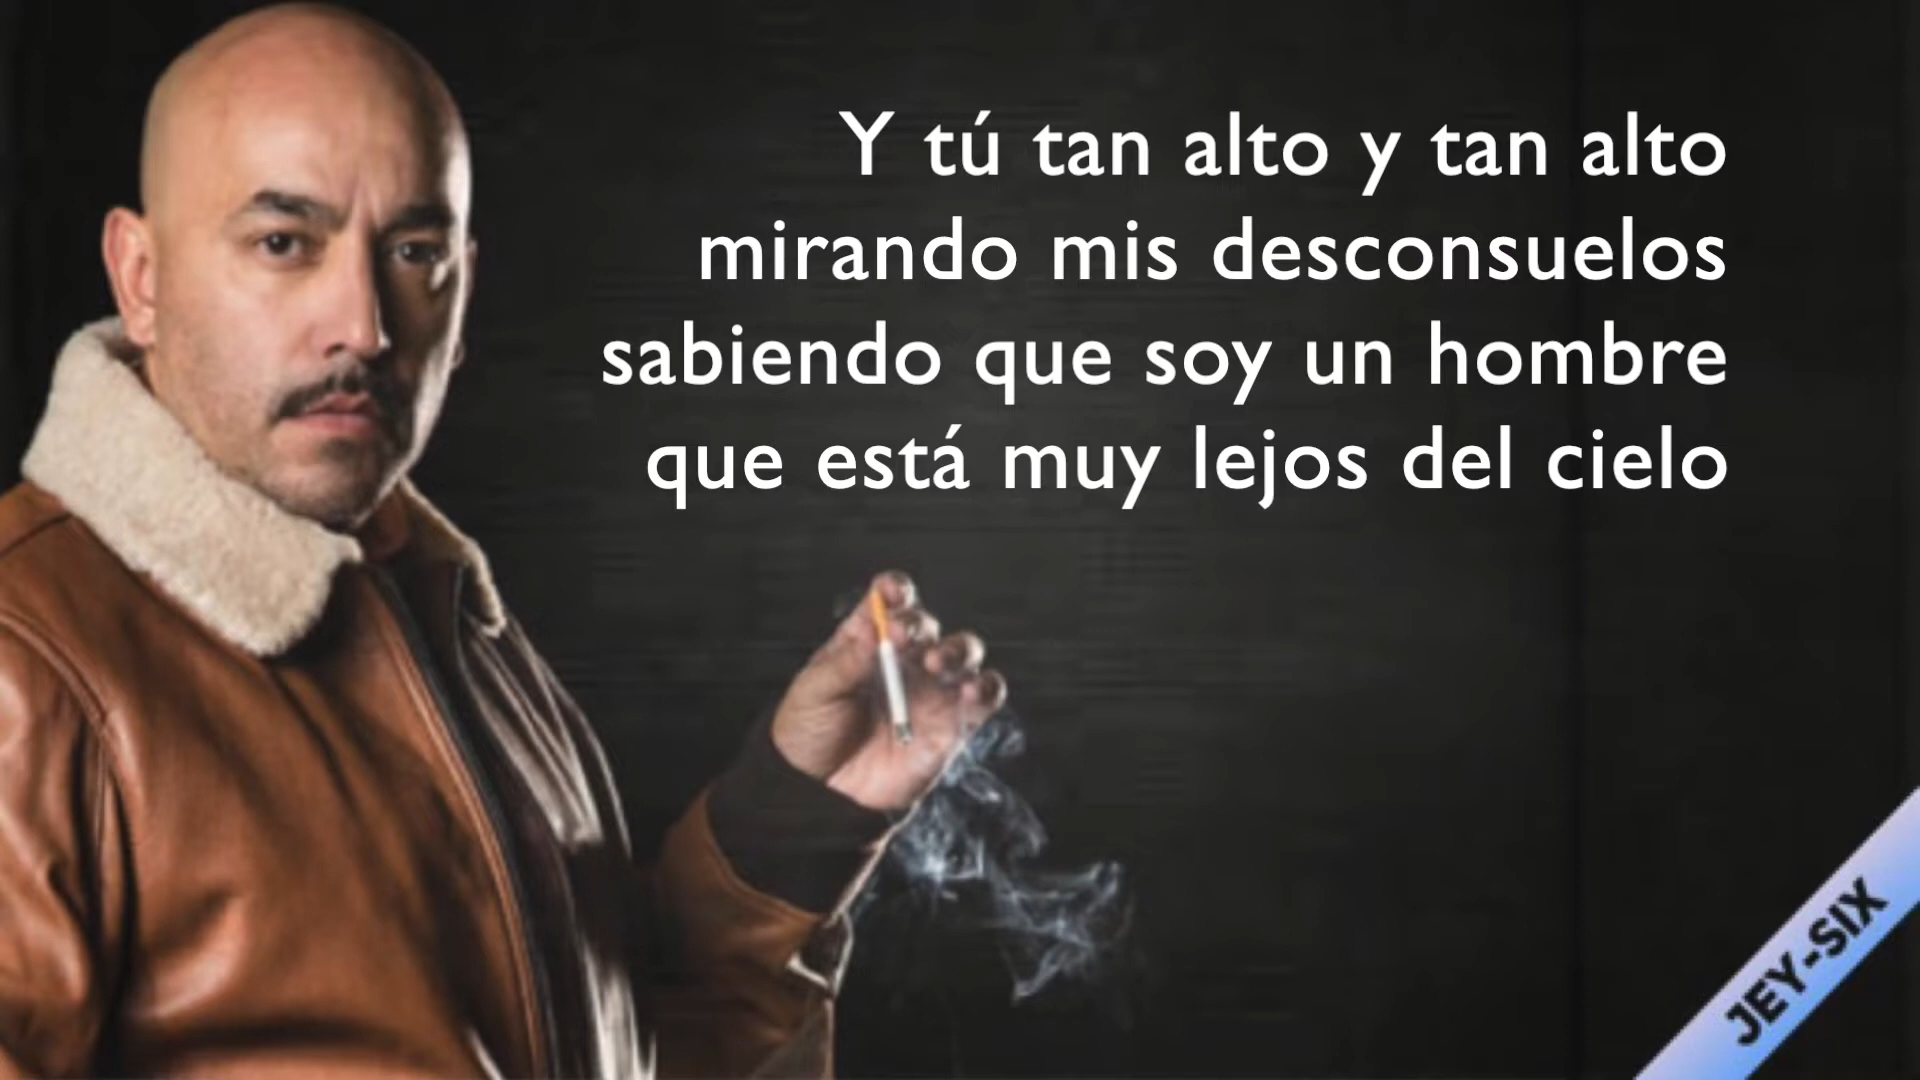 Y tú tan alto y tan alto
mirando mis desconsuelos
sabiendo que soy un hombre
que está muy lejos del cielo
JEY-SIX